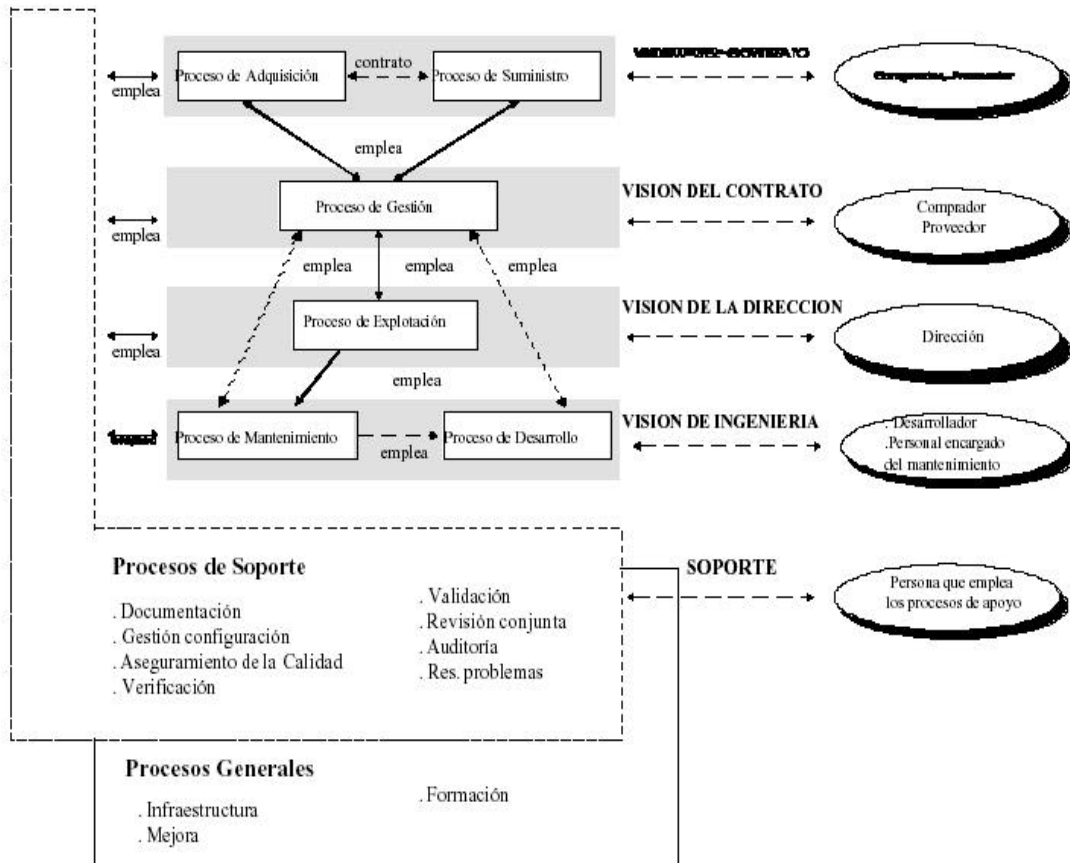 contrato
Proceso de Adquisición
Proceso de Suministro
emplea
emplea
VISION DEL CONTRATO
Proceso de Gestión
Comprador
Proveedor
emplea
emplea
emplea
emplea
VISION DE LA DIRECCION
Proceso de Explotación
Dirección
emplea
emplea
VISION DE INGENIERIA
. Desarrollador
.Personal encargado
del mantenimiento
Proceso de Mantenimiento
Proceso de Desarrollo
emplea
Procesos de Soporte
. Documentación
. Gestión configuración
. Aseguramiento de la Calidad
. Verificación
. Validación
. Revisión conjunta
. Auditoría
. Res. problemas
SOPORTE
Persona que emplea
los procesos de apoyo
Procesos Generales
. Infraestructura
. Mejora
. Formación